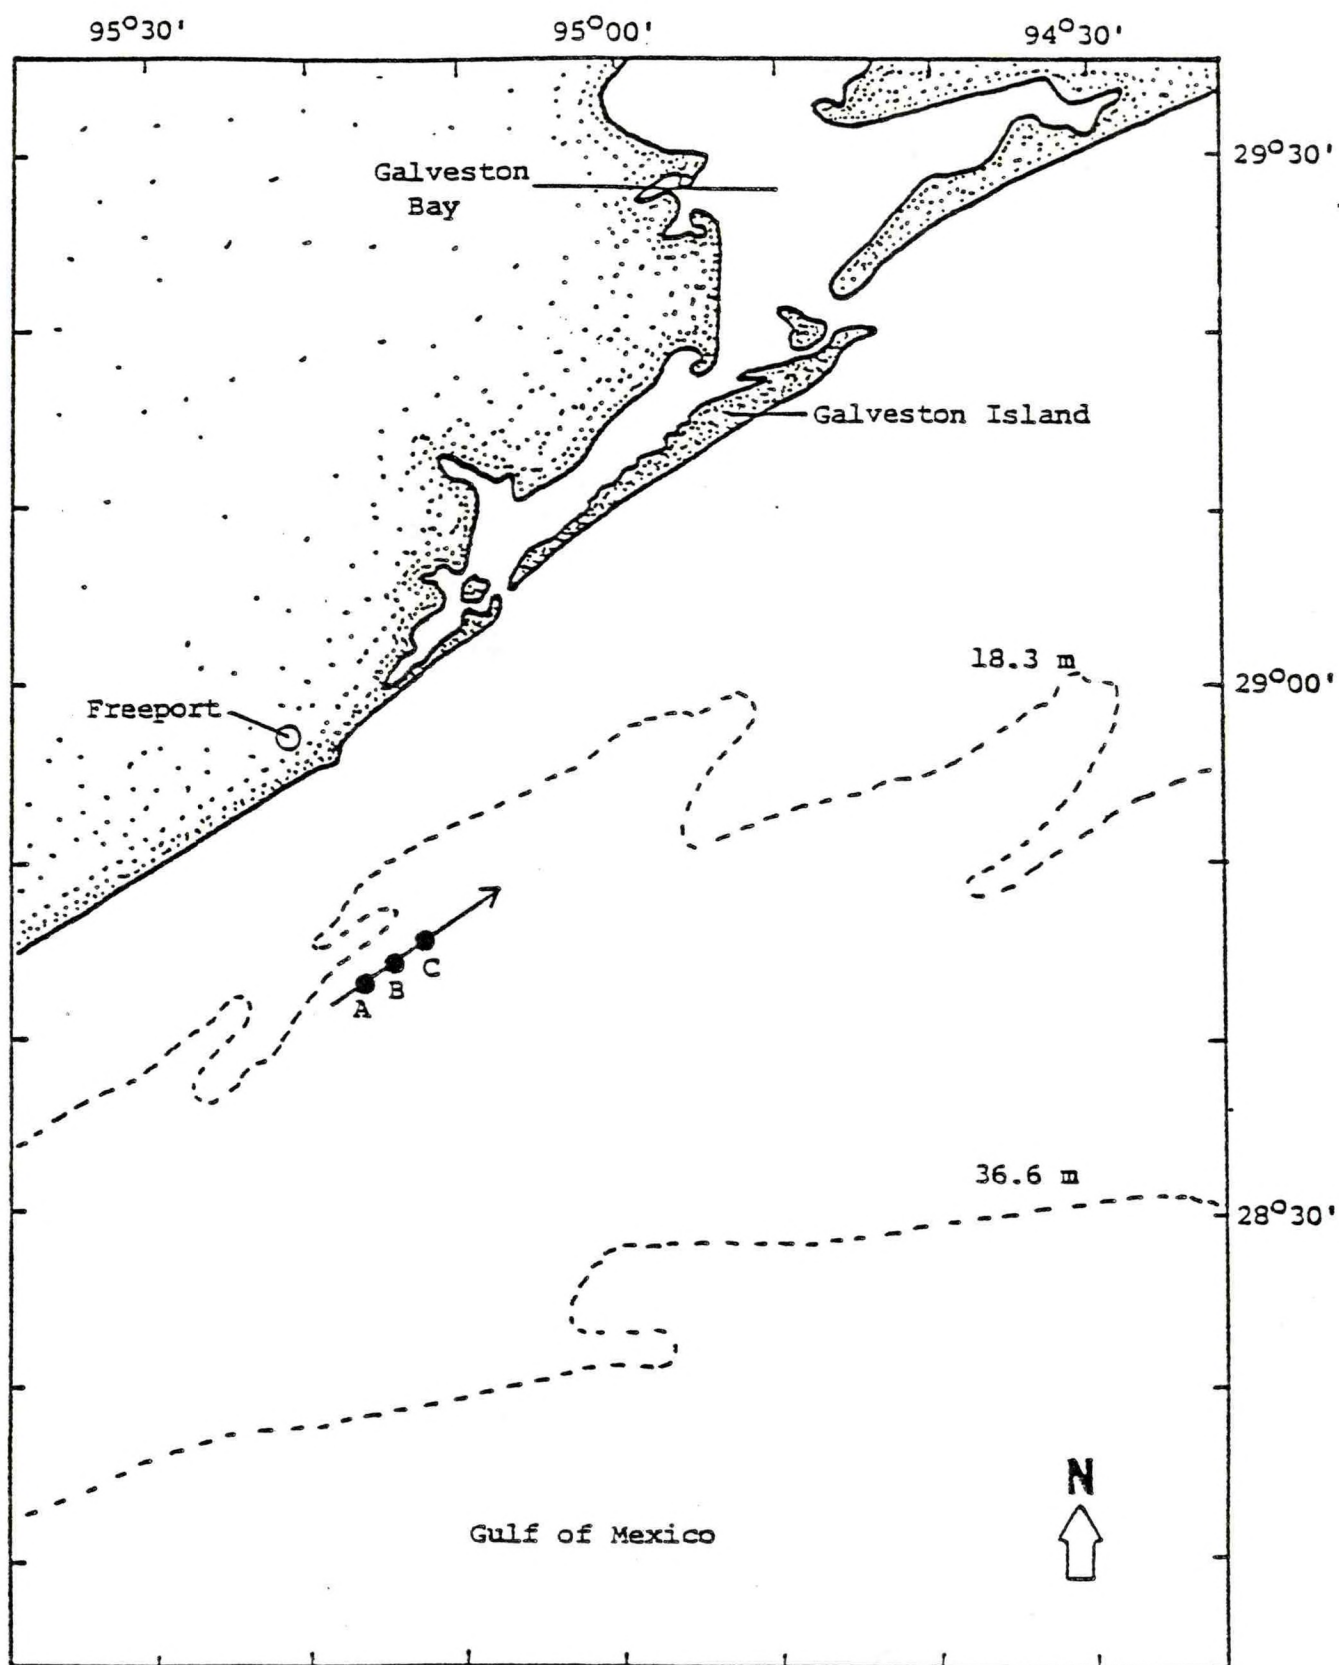 95°30' 95°00' 94°30'
29°30'
Galveston
Bay
Galveston Island
18.3 m
29°00'
Freeport
C
B
A
36.6 m
28°30'
N
Gulf of Mexico